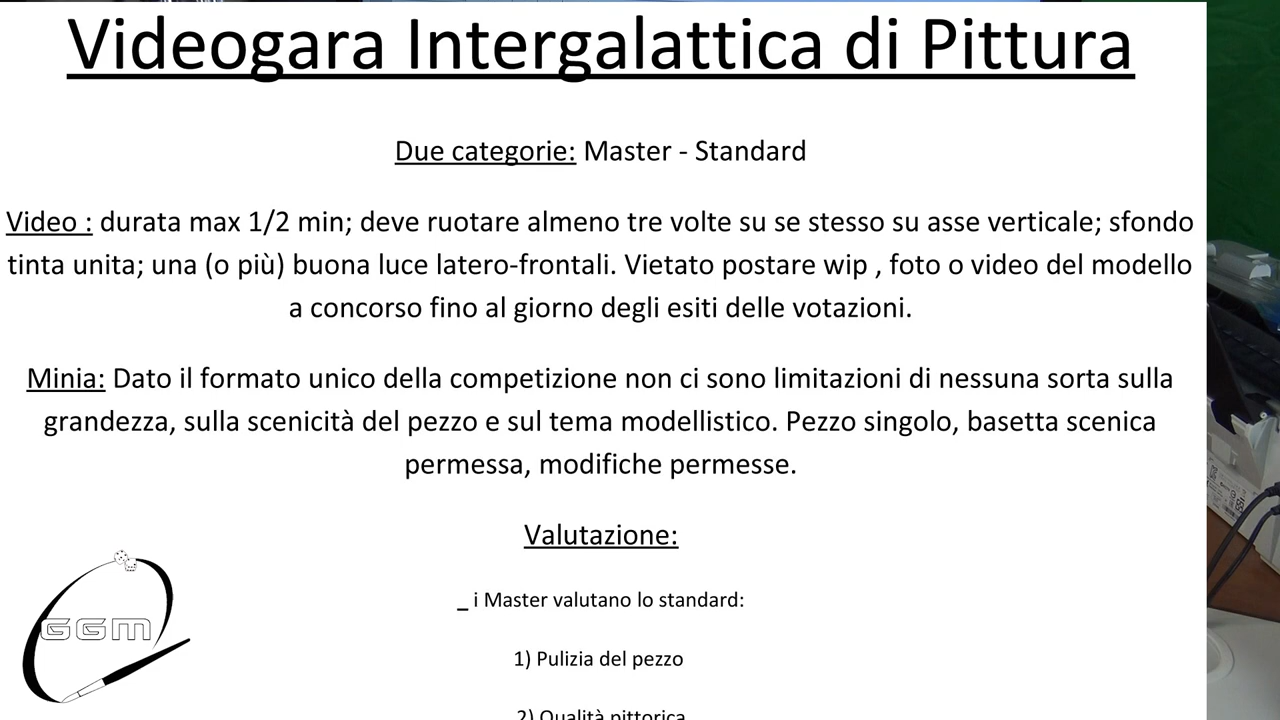 Videogara Intergalattica di Pittura
Due categorie: Master - Standard
Video : durata max 1/2 min; deve ruotare almeno tre volte su se stesso su asse verticale; sfondo
tinta unita; una (o più) buona luce latero-frontali. Vietato postare wip , foto o video del modello
a concorso fino al giorno degli esiti delle votazioni.
Minia: Dato il formato unico della competizione non ci sono limitazioni di nessuna sorta sulla
grandezza, sulla scenicità del pezzo e sul tema modellistico. Pezzo singolo, basetta scenica
permessa, modifiche permesse.
Valutazione:
_ i Master valutano lo standard:
GGM
1) Pulizia del pezzo
2) Qualità pittorica